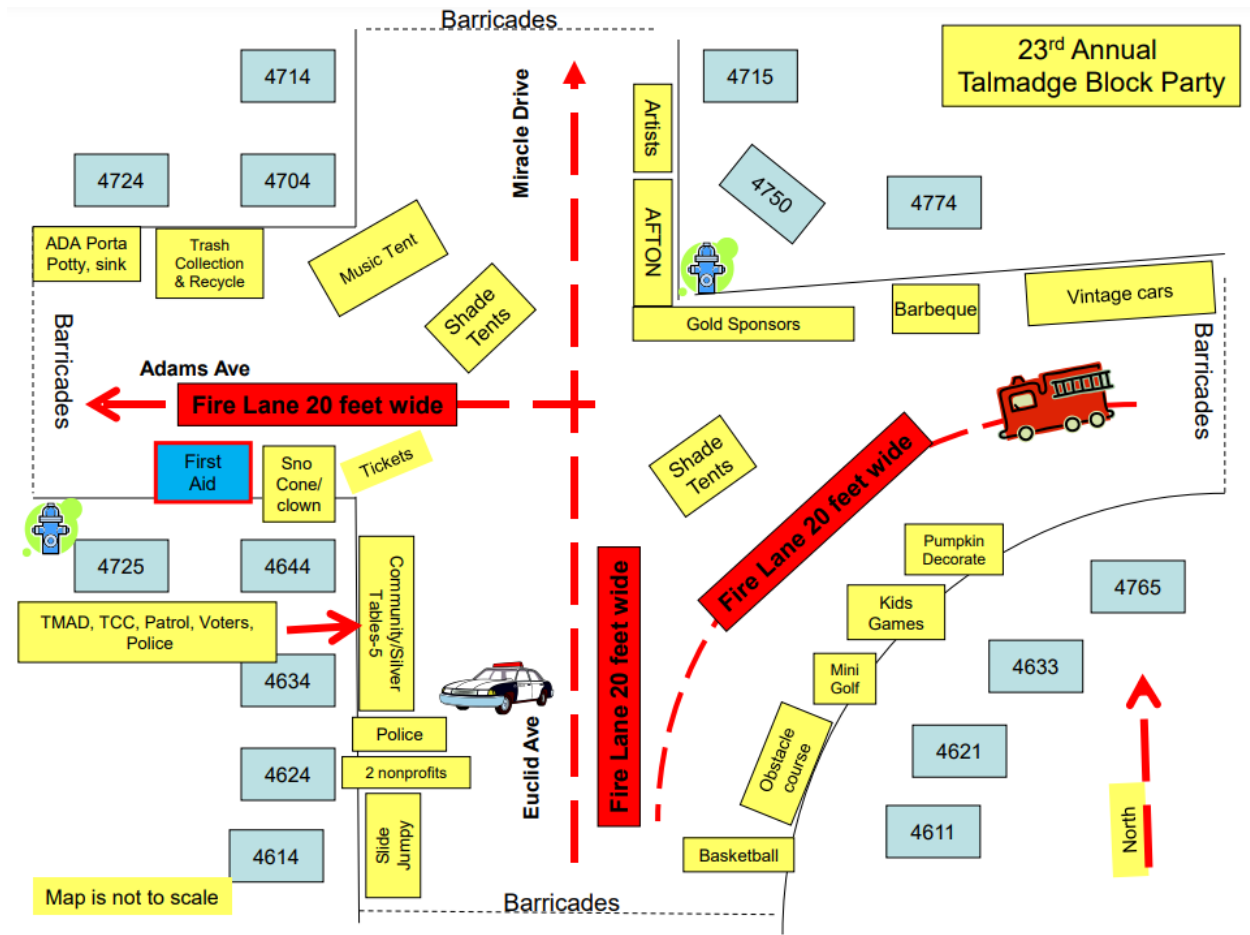 Barricades
23rd Annual
Talmadge Block Party
4714
4715
Miracle Drive
Artists
4724
4704
4750
4774
AFTON
ADA Porta
Potty, sink
Trash
Collection
& Recycle
Music Tent
Shade
Tents
Gold Sponsors
Barbeque
Vintage cars
Barricades
Barricades
Adams Ave
Fire Lane 20 feet wide
First
Aid
Sno
Cone/
clown
Tickets
Shade
Tents
Fire Lane 20 feet wide
4725
4644
Community/Silver
Tables-5
Fire Lane 20 feet wide
Pumpkin
Decorate
4765
TMAD, TCC, Patrol, Voters,
Police
Kids
Games
4634
Mini
Golf
4633
Police
Euclid Ave
Obstacle
course
4621
4624
2 nonprofits
4611
North
4614
Jumpy
Slide
Basketball
Map is not to scale
Barricades